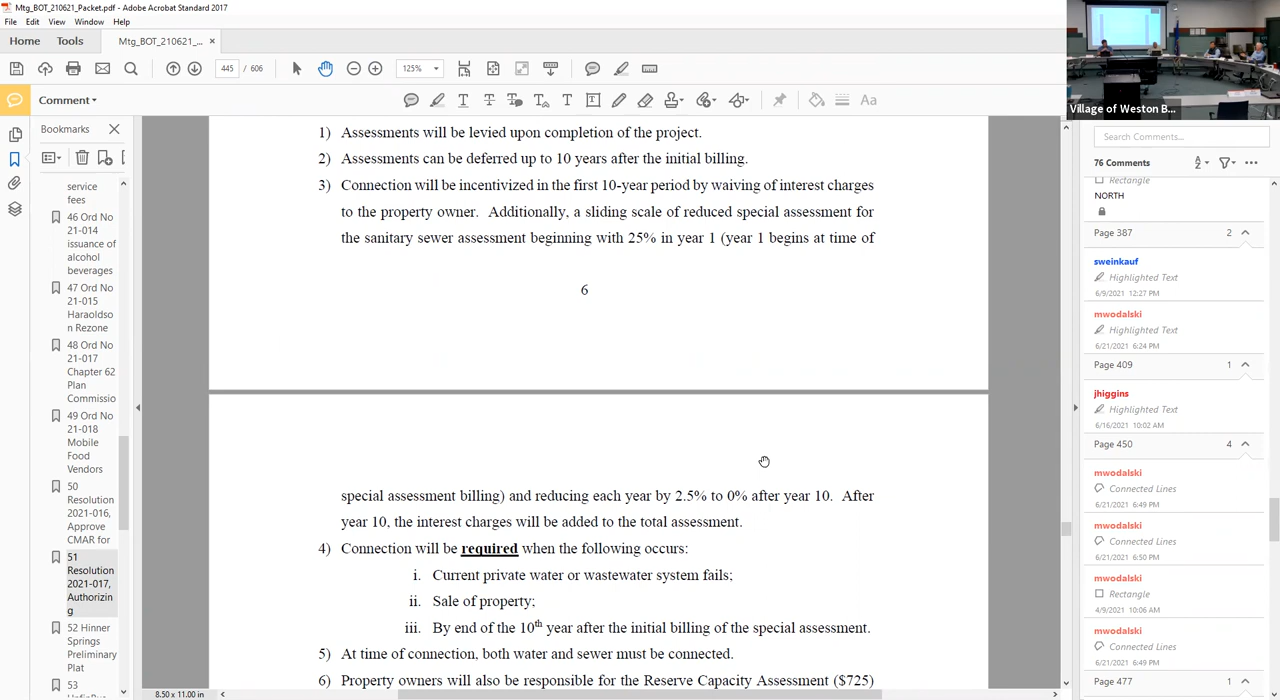 Mtg_BOT_210621_Packet.pdf - Adobe Acrobat Standard 2017
File Edit View Window Help
Home Tools Mtg_BOT_210621_... ×
445 / 606 125%
Comment
Bookmarks
service
fees
46 Ord No
21-014
issuance of
alcohol
beverages
47 Ord No
21-015
Haraoldso
n Rezone
48 Ord No
21-017
Chapter 62
Plan
Commissio
49 Ord No
21-018
Mobile
Food
Vendors
50
Resolution
2021-016,
Approve
CMAR for
51
Resolution
2021-017,
Authorizin
g
52 Hinner
Springs
Preliminary
Plat
53
1) Assessments will be levied upon completion of the project.
2) Assessments can be deferred up to 10 years after the initial billing.
3) Connection will be incentivized in the first 10-year period by waiving of interest charges
to the property owner. Additionally, a sliding scale of reduced special assessment for
the sanitary sewer assessment beginning with 25% in year 1 (year 1 begins at time of
6
special assessment billing) and reducing each year by 2.5% to 0% after year 10. After
year 10, the interest charges will be added to the total assessment.
4) Connection will be required when the following occurs:
i. Current private water or wastewater system fails;
ii. Sale of property;
iii. By end of the 10th year after the initial billing of the special assessment.
5) At time of connection, both water and sewer must be connected.
6) Property owners will also be responsible for the Reserve Capacity Assessment ($725)
8.50 x 11.00 in
Village of Weston B...
Search Comments...
76 Comments
Rectangle
NORTH
Page 387 2
sweinkauf
Highlighted Text
6/9/2021 12:27 PM
mwodalski
Highlighted Text
6/21/2021 6:24 PM
Page 409 1
jhiggins
Highlighted Text
6/16/2021 10:02 AM
Page 450 4
mwodalski
Connected Lines
6/21/2021 6:49 PM
mwodalski
Connected Lines
6/21/2021 6:50 PM
mwodalski
Rectangle
4/9/2021 10:06 AM
mwodalski
Connected Lines
6/21/2021 6:49 PM
Page 477 1